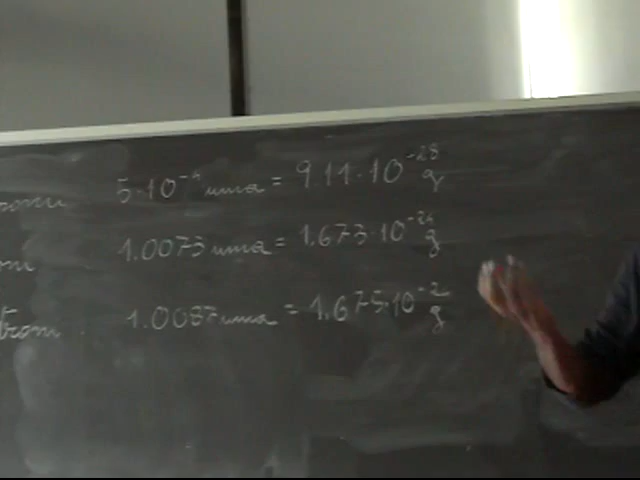 5·10⁻⁴ uma = 9.11·10⁻²⁸ g
1.0073 uma = 1.673·10⁻²⁴ g
1.0087 uma = 1.675·10⁻² g